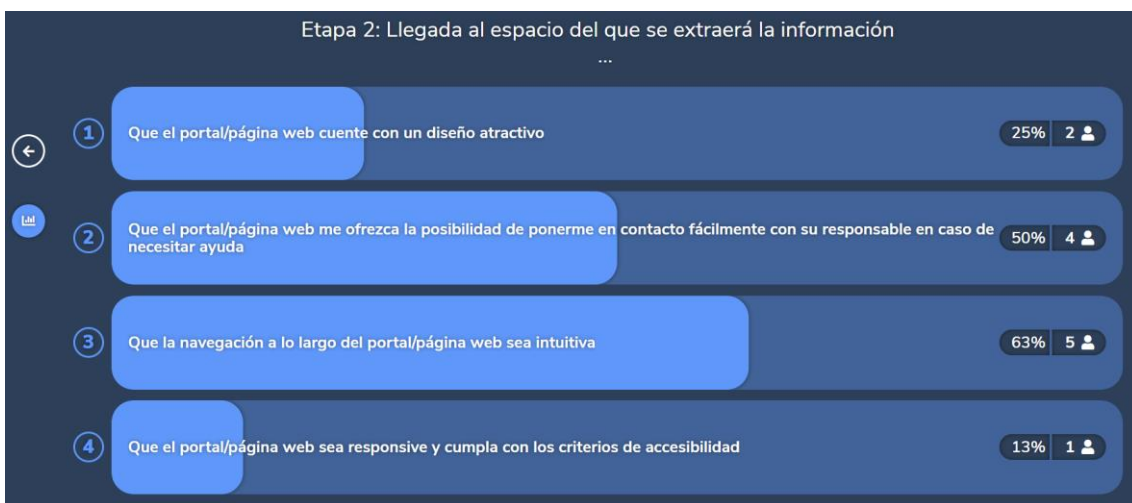 Etapa 2: Llegada al espacio del que se extraerá la información
...
1 Que el portal/página web cuente con un diseño atractivo 25% 2
2 Que el portal/página web me ofrezca la posibilidad de ponerme en contacto fácilmente con su responsable en caso de
necesitar ayuda 50% 4
3 Que la navegación a lo largo del portal/página web sea intuitiva 63% 5
4 Que el portal/página web sea responsive y cumpla con los criterios de accesibilidad 13% 1